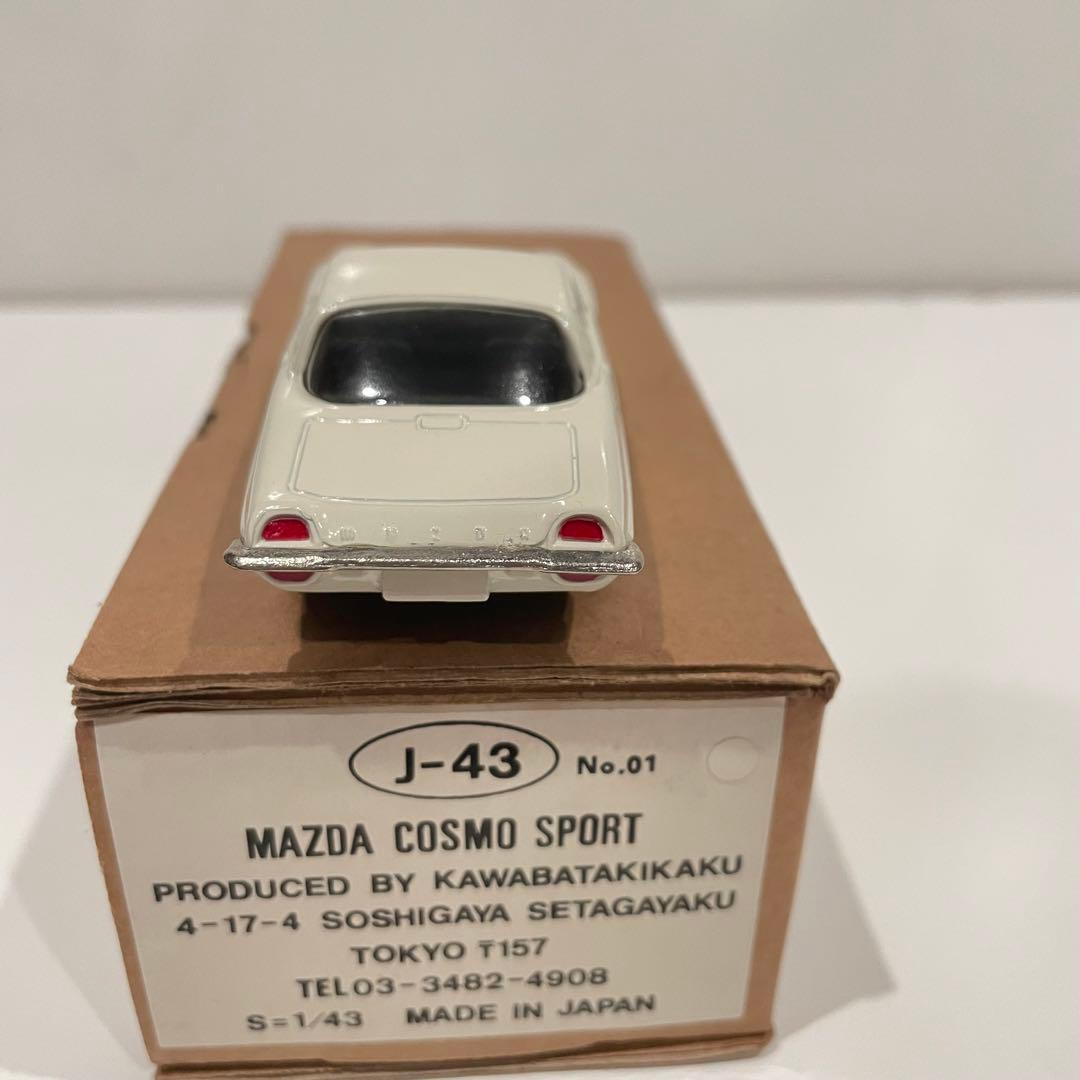 mazda
J-43 No.01
MAZDA COSMO SPORT
PRODUCED BY KAWABATAKIKAKU
4-17-4 SOSHIGAYA SETAGAYAKU
TOKYO 〒157
TEL03-3482-4908
S=1/43 MADE IN JAPAN